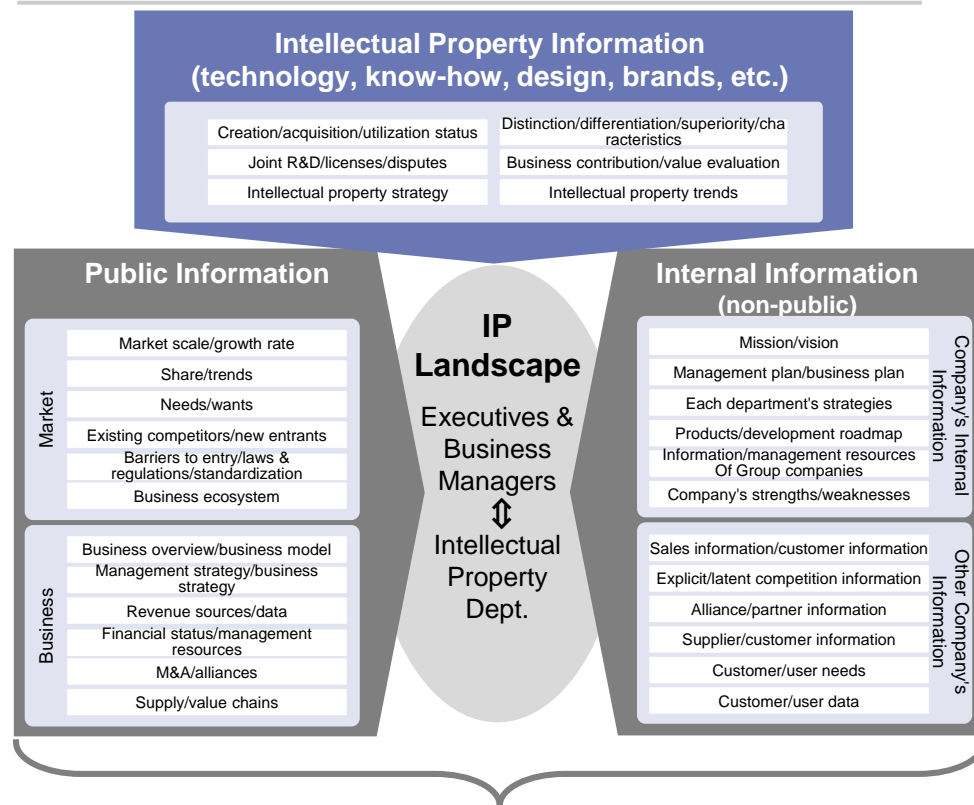 Intellectual Property Information
(technology, know-how, design, brands, etc.)
Creation/acquisition/utilization status
Distinction/differentiation/superiority/cha
racteristics
Joint R&D/licenses/disputes
Business contribution/value evaluation
Intellectual property strategy
Intellectual property trends
Public Information
Market
Market scale/growth rate
Share/trends
Needs/wants
Existing competitors/new entrants
Barriers to entry/laws &
regulations/standardization
Business ecosystem
Business
Business overview/business model
Management strategy/business
strategy
Revenue sources/data
Financial status/management
resources
M&A/alliances
Supply/value chains
IP
Landscape
Executives &
Business
Managers
⇕
Intellectual
Property
Dept.
Internal Information
(non-public)
Mission/vision
Management plan/business plan
Each department's strategies
Products/development roadmap
Information/management resources
Of Group companies
Company's strengths/weaknesses
Company's Internal
Information
Sales information/customer information
Explicit/latent competition information
Alliance/partner information
Supplier/customer information
Customer/user needs
Customer/user data
Other Company's
Information